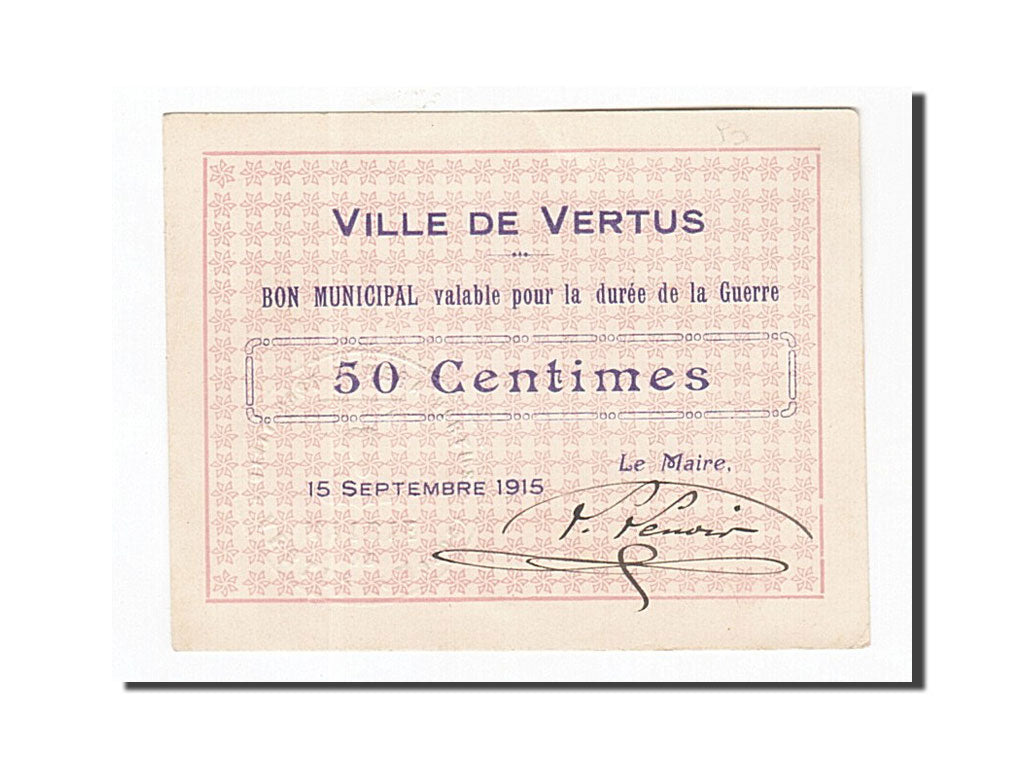 VILLE DE VERTUS
BON MUNICIPAL valable pour la durée de la Guerre
50 Centimes
Le Maire,
15 SEPTEMBRE 1915